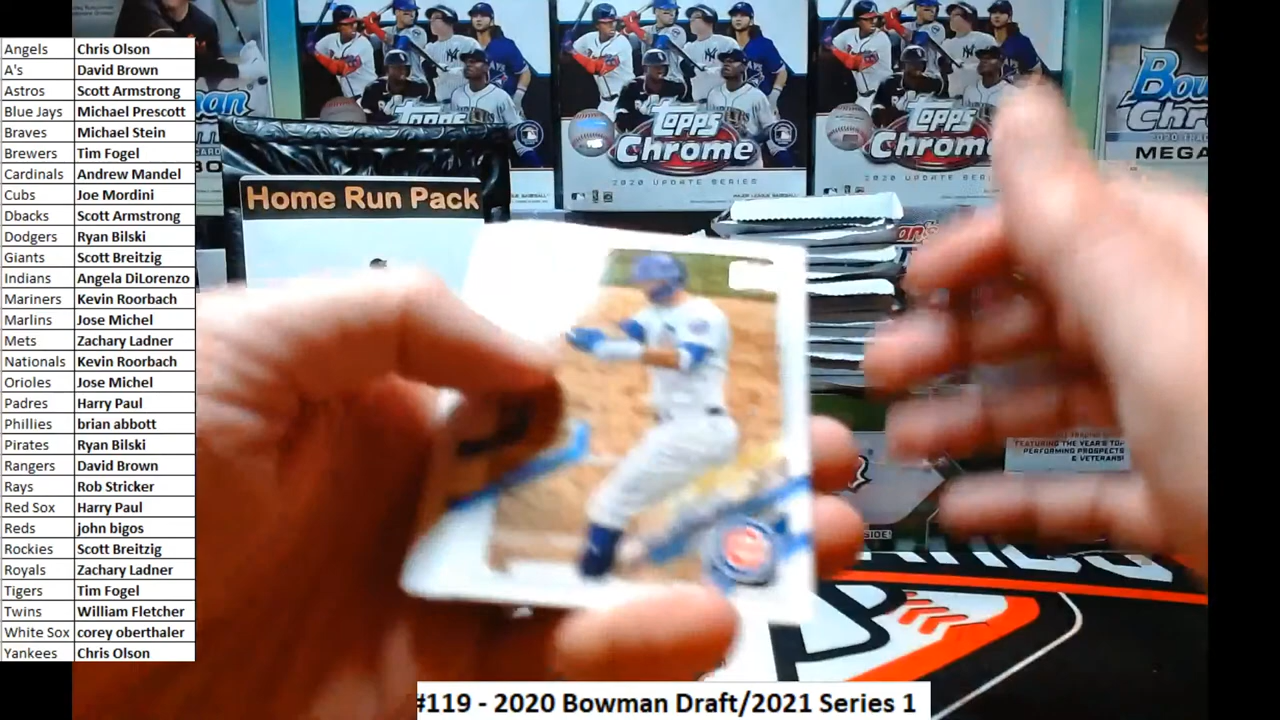 Angels Chris Olson
A's David Brown
Astros Scott Armstrong
Blue Jays Michael Prescott
Braves Michael Stein
Brewers Tim Fogel
Cardinals Andrew Mandel
Cubs Joe Mordini
Dbacks Scott Armstrong
Dodgers Ryan Bilski
Giants Scott Breitzig
Indians Angela DiLorenzo
Mariners Kevin Roorbach
Marlins Jose Michel
Mets Zachary Ladner
Nationals Kevin Roorbach
Orioles Jose Michel
Padres Harry Paul
Phillies brian abbott
Pirates Ryan Bilski
Rangers David Brown
Rays Rob Stricker
Red Sox Harry Paul
Reds john bigos
Rockies Scott Breitzig
Royals Zachary Ladner
Tigers Tim Fogel
Twins William Fletcher
White Sox corey oberthaler
Yankees Chris Olson
Home Run Pack
Topps
Topps
Chrome
2020 UPDATE SERIES
Topps
Chrome
2020 UPDATE SERIES
MEGA
FEATURING THE YEAR'S TOP
PERFORMING PROSPECTS
& VETERANS!
#119 - 2020 Bowman Draft/2021 Series 1